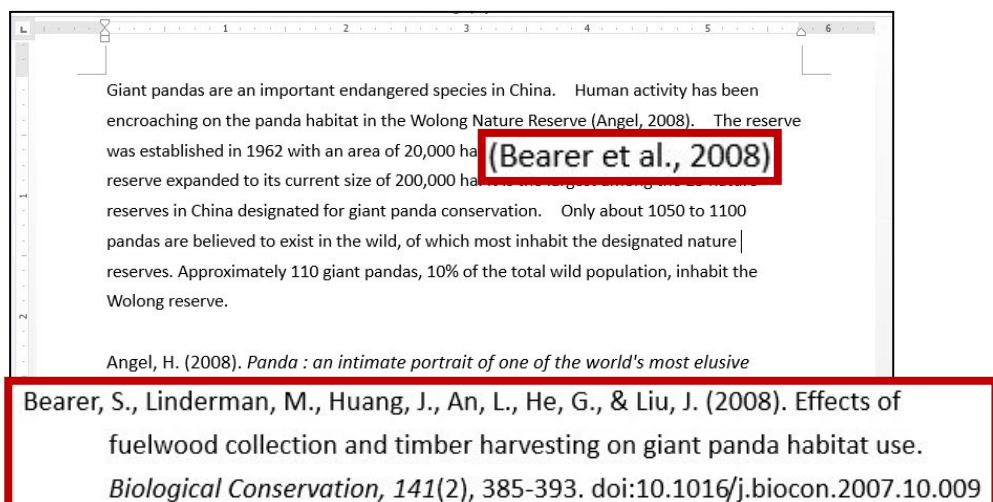 1 2 3 4 5 6
Giant pandas are an important endangered species in China. Human activity has been
encroaching on the panda habitat in the Wolong Nature Reserve (Angel, 2008). The reserve
was established in 1962 with an area of 20,000 ha
(Bearer et al., 2008)
reserve expanded to its current size of 200,000 ha.
reserves in China designated for giant panda conservation. Only about 1050 to 1100
pandas are believed to exist in the wild, of which most inhabit the designated nature
reserves. Approximately 110 giant pandas, 10% of the total wild population, inhabit the
Wolong reserve.
Angel, H. (2008). Panda : an intimate portrait of one of the world's most elusive
Bearer, S., Linderman, M., Huang, J., An, L., He, G., & Liu, J. (2008). Effects of
fuelwood collection and timber harvesting on giant panda habitat use.
Biological Conservation, 141(2), 385-393. doi:10.1016/j.biocon.2007.10.009